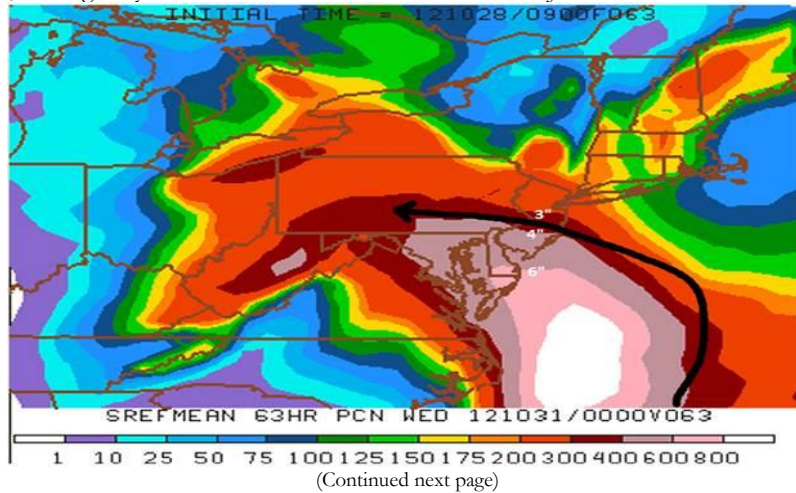 INITIAL TIME = 121028/0900F063
3"
4"
6"
SREFMEAN 63HR PCN WED 121031/0000V063
1 10 25 50 75 100 125 150 175 200 300 400 600 800
(Continued next page)